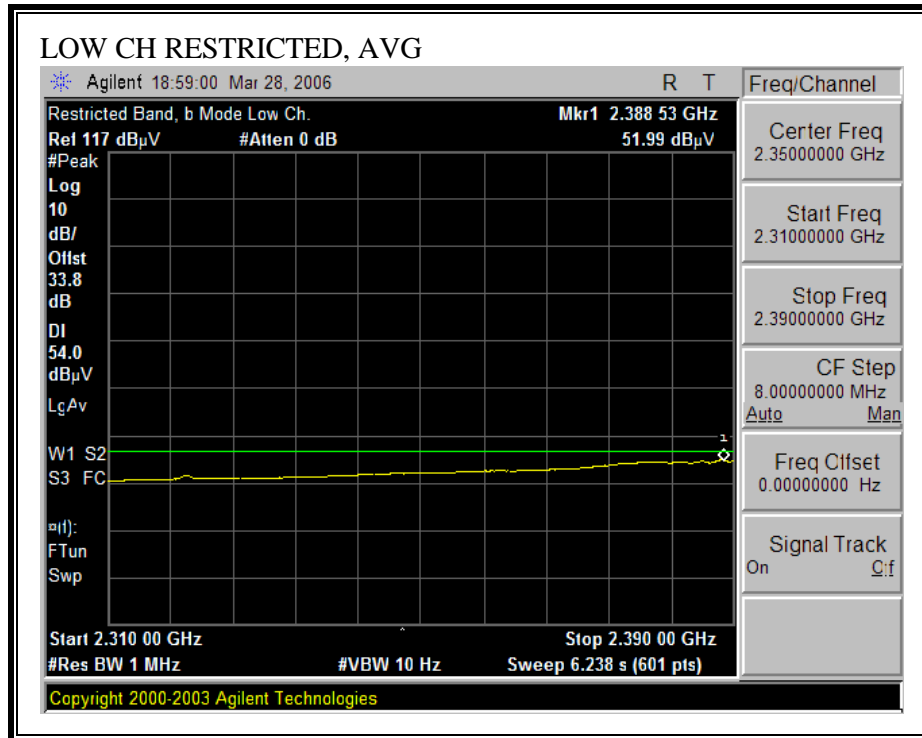 LOW CH RESTRICTED, AVG
Agilent 18:59:00 Mar 28, 2006 R T Freq/Channel
Restricted Band, b Mode Low Ch. Mkr1 2.388 53 GHz
Ref 117 dBµV #Atten 0 dB 51.99 dBµV
#Peak
Log
10
dB/
Offst
33.8
dB
DI
54.0
dBµV
LgAv
1
W1 S2
S3 FC
¤(f):
FTun
Swp
Start 2.310 00 GHz Stop 2.390 00 GHz
#Res BW 1 MHz #VBW 10 Hz Sweep 6.238 s (601 pts)
Center Freq
2.35000000 GHz
Start Freq
2.31000000 GHz
Stop Freq
2.39000000 GHz
CF Step
8.00000000 MHz
Auto Man
Freq Offset
0.00000000 Hz
Signal Track
On Off
Copyright 2000-2003 Agilent Technologies